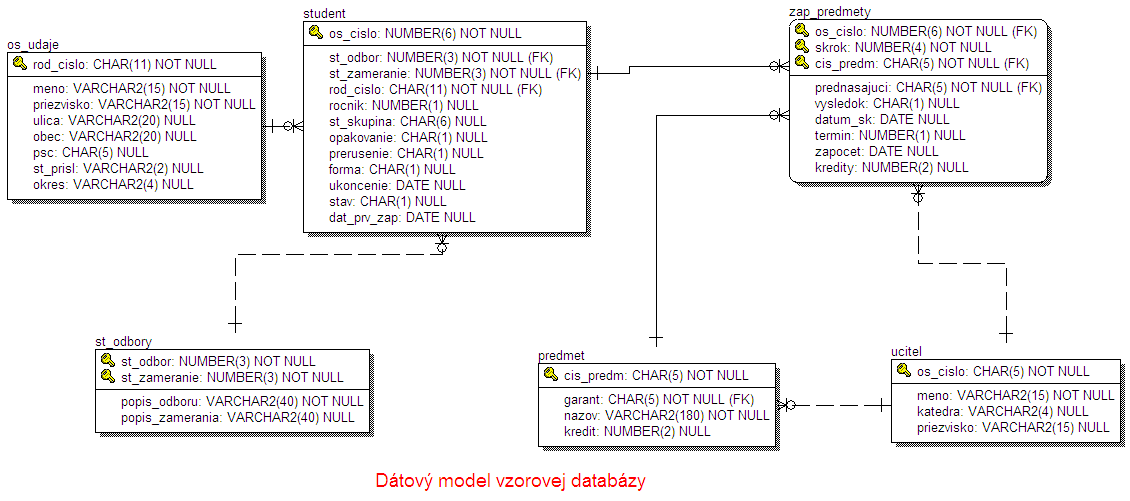 os_udaje
rod_cislo: CHAR(11) NOT NULL
meno: VARCHAR2(15) NOT NULL
priezvisko: VARCHAR2(15) NOT NULL
ulica: VARCHAR2(20) NULL
obec: VARCHAR2(20) NULL
psc: CHAR(5) NULL
st_prisl: VARCHAR2(2) NULL
okres: VARCHAR2(4) NULL
student
os_cislo: NUMBER(6) NOT NULL
st_odbor: NUMBER(3) NOT NULL (FK)
st_zameranie: NUMBER(3) NOT NULL (FK)
rod_cislo: CHAR(11) NOT NULL (FK)
rocnik: NUMBER(1) NULL
st_skupina: CHAR(6) NULL
opakovanie: CHAR(1) NULL
prerusenie: CHAR(1) NULL
forma: CHAR(1) NULL
ukoncenie: DATE NULL
stav: CHAR(1) NULL
dat_prv_zap: DATE NULL
zap_predmety
os_cislo: NUMBER(6) NOT NULL (FK)
skrok: NUMBER(4) NOT NULL
cis_predm: CHAR(5) NOT NULL (FK)
prednasajuci: CHAR(5) NOT NULL (FK)
vysledok: CHAR(1) NULL
datum_sk: DATE NULL
termin: NUMBER(1) NULL
zapocet: DATE NULL
kredity: NUMBER(2) NULL
st_odbory
st_odbor: NUMBER(3) NOT NULL
st_zameranie: NUMBER(3) NOT NULL
popis_odboru: VARCHAR2(40) NOT NULL
popis_zamerania: VARCHAR2(40) NULL
predmet
cis_predm: CHAR(5) NOT NULL
garant: CHAR(5) NOT NULL (FK)
nazov: VARCHAR2(180) NOT NULL
kredit: NUMBER(2) NULL
ucitel
os_cislo: CHAR(5) NOT NULL
meno: VARCHAR2(15) NOT NULL
katedra: VARCHAR2(4) NULL
priezvisko: VARCHAR2(15) NULL
Dátový model vzorovej databázy